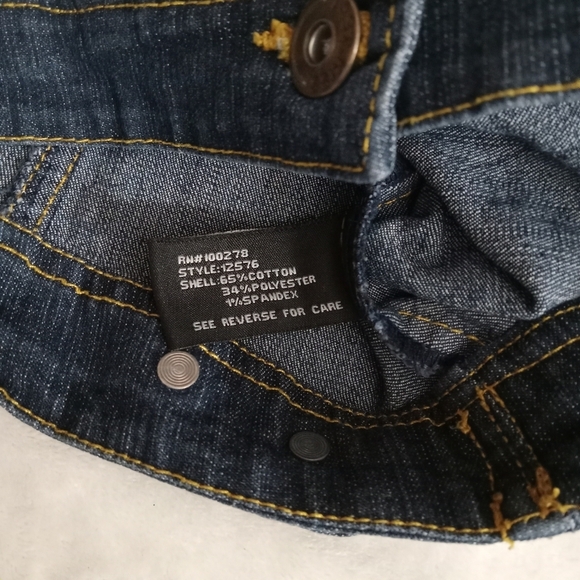 RN#100278
STYLE:12576
SHELL:65%COTTON
34%POLYESTER
1%SPANDEX
SEE REVERSE FOR CARE